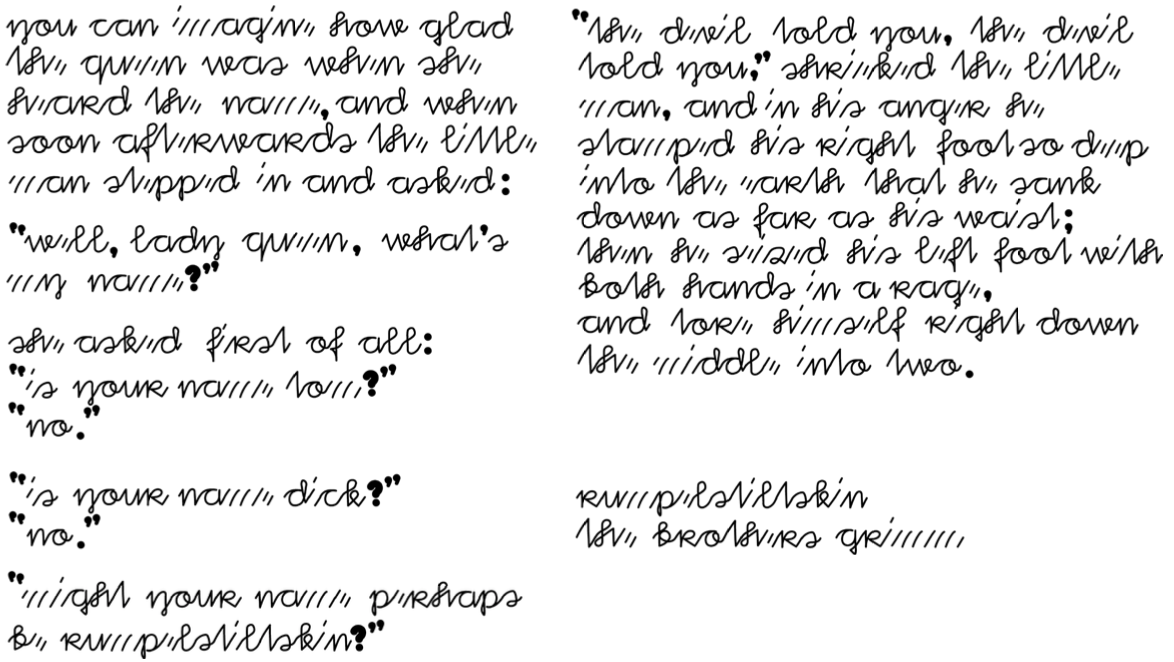 you can imagine how glad
the queen was when she
heard the name, and when
soon afterwards the little
man stepped in and asked:
"well, lady queen, what's
my name?"
she asked first of all:
"is your name tom?"
"no."
"is your name dick?"
"no."
"might your name perhaps
be rumpelstiltskin?"
"the devil told you, the devil
told you," shrieked the little
man, and in his anger he
stamped his right foot so deep
into the earth that he sank
down as far as his waist;
then he seized his left foot with
both hands in a rage,
and tore himself right down
the middle into two.
rumpelstiltskin
the brothers grimm